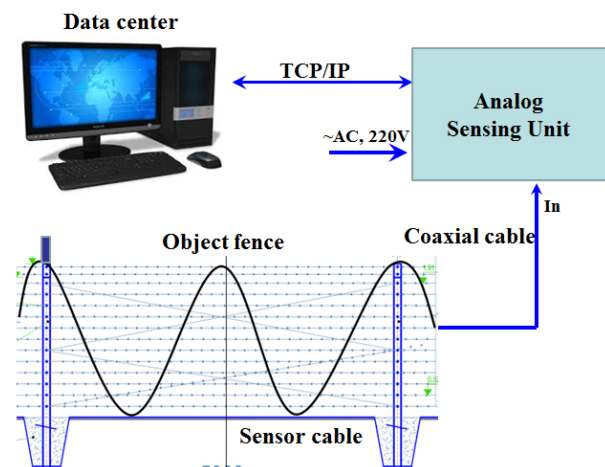 Data center
TCP/IP
Analog
Sensing Unit
~AC, 220V
In
Coaxial cable
Object fence
Sensor cable